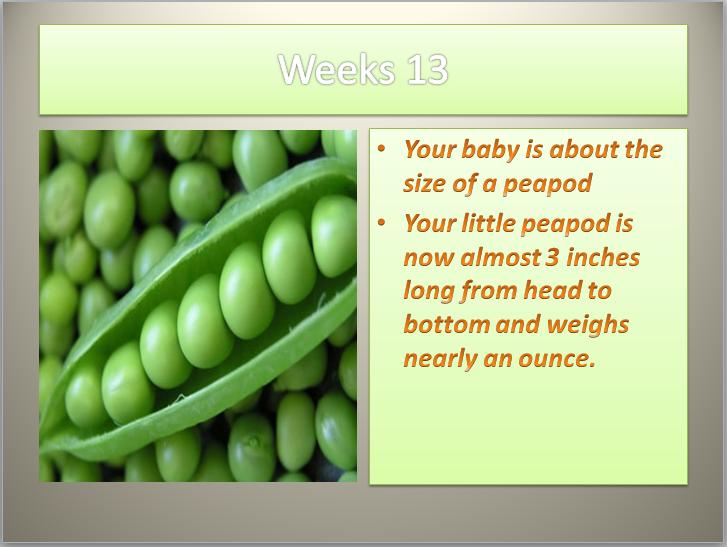 Weeks 13
• Your baby is about the
size of a peapod
• Your little peapod is
now almost 3 inches
long from head to
bottom and weighs
nearly an ounce.